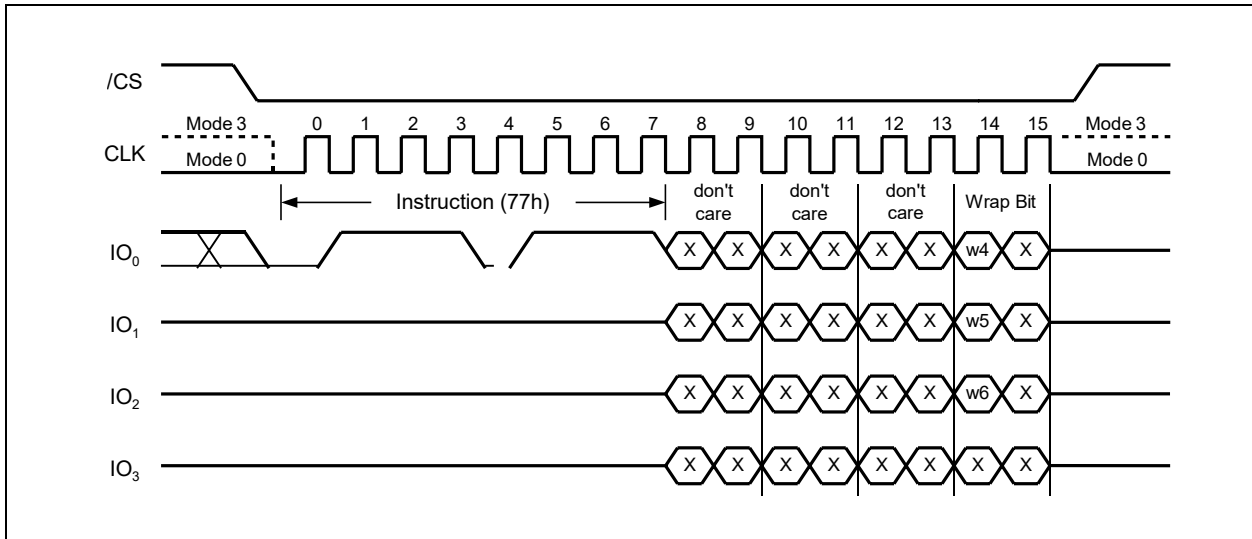 /CS
Mode 3 0 1 2 3 4 5 6 7 8 9 10 11 12 13 14 15 Mode 3
CLK
Mode 0 Mode 0
Instruction (77h) don't care don't care don't care Wrap Bit
IO0 X X X X X X w4 X
IO1 X X X X X X w5 X
IO2 X X X X X X w6 X
IO3 X X X X X X X X